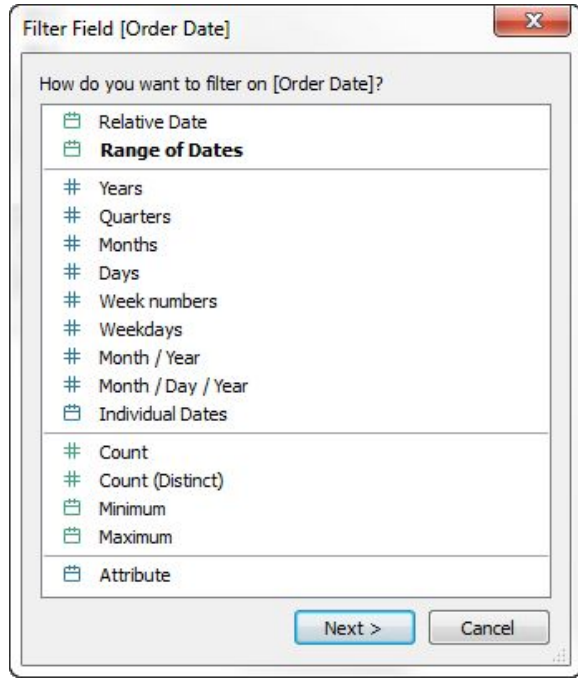 Filter Field [Order Date]
How do you want to filter on [Order Date]?
Relative Date
Range of Dates
Years
Quarters
Months
Days
Week numbers
Weekdays
Month / Year
Month / Day / Year
Individual Dates
Count
Count (Distinct)
Minimum
Maximum
Attribute
Next > Cancel